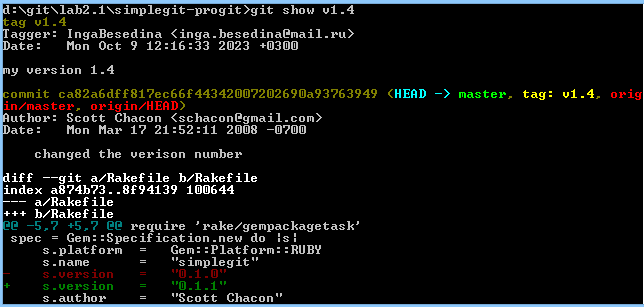 d:\git\lab2.1\simplegit-progit>git show v1.4
tag v1.4
Tagger: IngaBesedina <inga.besedina@mail.ru>
Date:   Mon Oct 9 12:16:33 2023 +0300

my version 1.4

commit ca82a6dff817ec66f44342007202690a93763949 (HEAD -> master, tag: v1.4, orig
in/master, origin/HEAD)
Author: Scott Chacon <schacon@gmail.com>
Date:   Mon Mar 17 21:52:11 2008 -0700

    changed the verison number

diff --git a/Rakefile b/Rakefile
index a874b73..8f94139 100644
--- a/Rakefile
+++ b/Rakefile
@@ -5,7 +5,7 @@ require 'rake/gempackagetask'
 spec = Gem::Specification.new do |s|
     s.platform  =   Gem::Platform::RUBY
     s.name      =   "simplegit"
-    s.version   =   "0.1.0"
+    s.version   =   "0.1.1"
     s.author    =   "Scott Chacon"